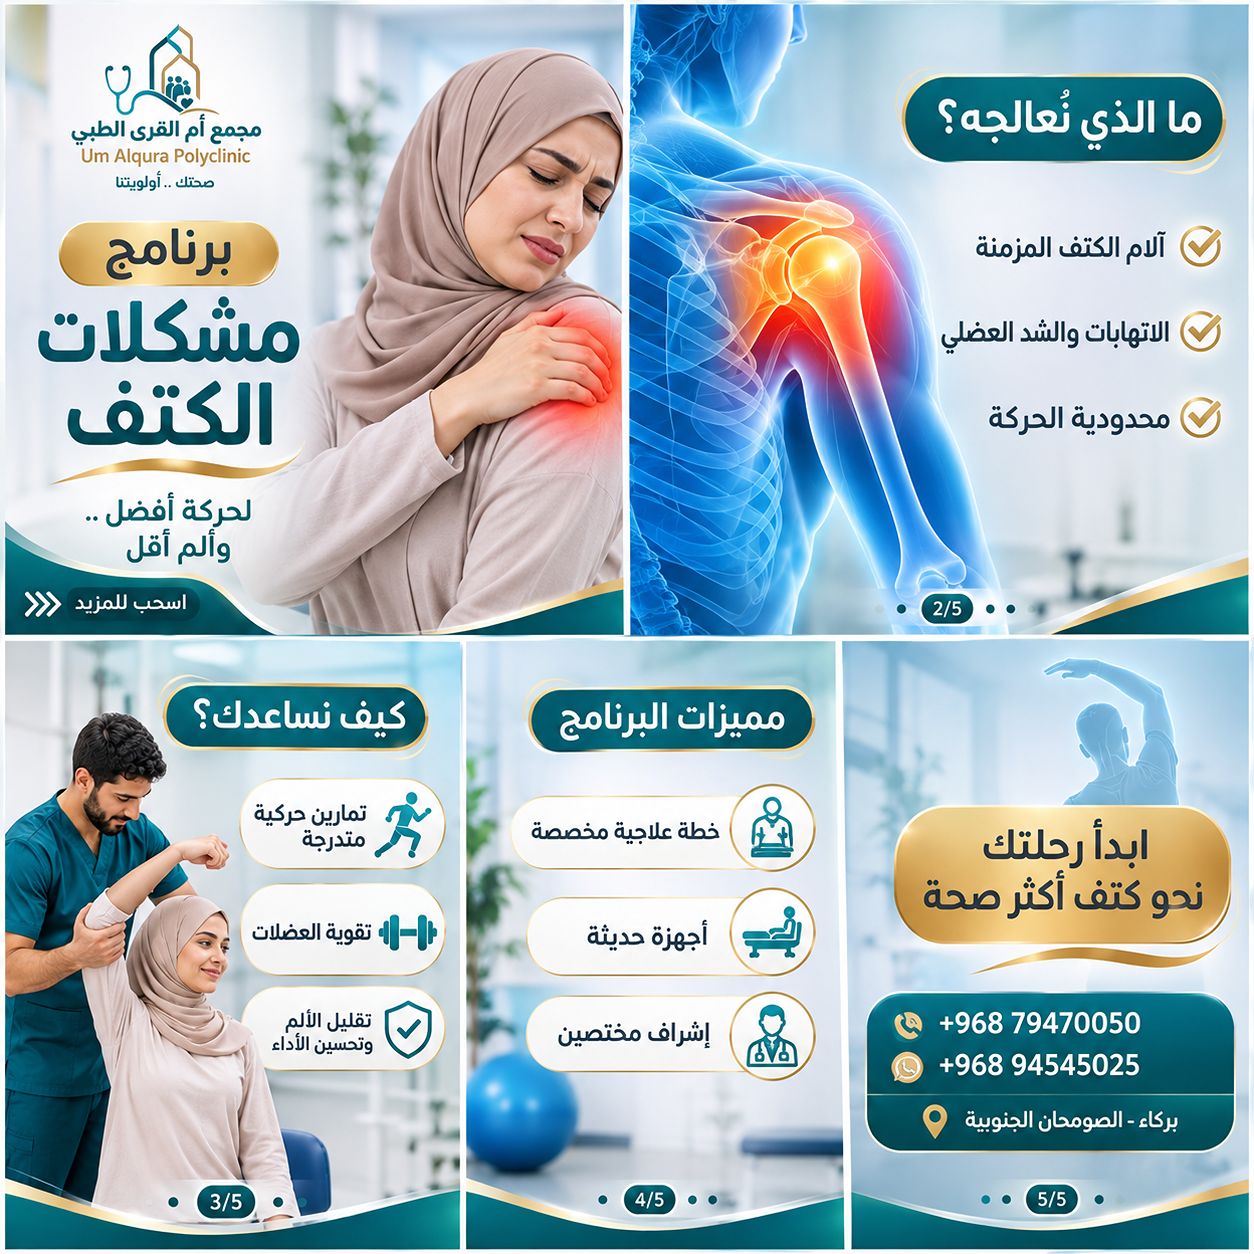 مجمع أم القرى الطبي
Um Alqura Polyclinic
صحتك .. أولويتنا
برنامج
مشكلات
الكتف
لحركة أفضل ..
وألم أقل
اسحب للمزيد
ما الذي نُعالجه؟
آلام الكتف المزمنة
الاتهابات والشد العضلي
محدودية الحركة
2/5
كيف نساعدك؟
تمارين حركية
متدرجة
تقوية العضلات
تقليل الألم
وتحسين الأداء
3/5
مميزات البرنامج
خطة علاجية مخصصة
أجهزة حديثة
إشراف مختصين
4/5
ابدأ رحلتك
نحو كتف أكثر صحة
+968 79470050
+968 94545025
بركاء - الصومحان الجنوبية
5/5